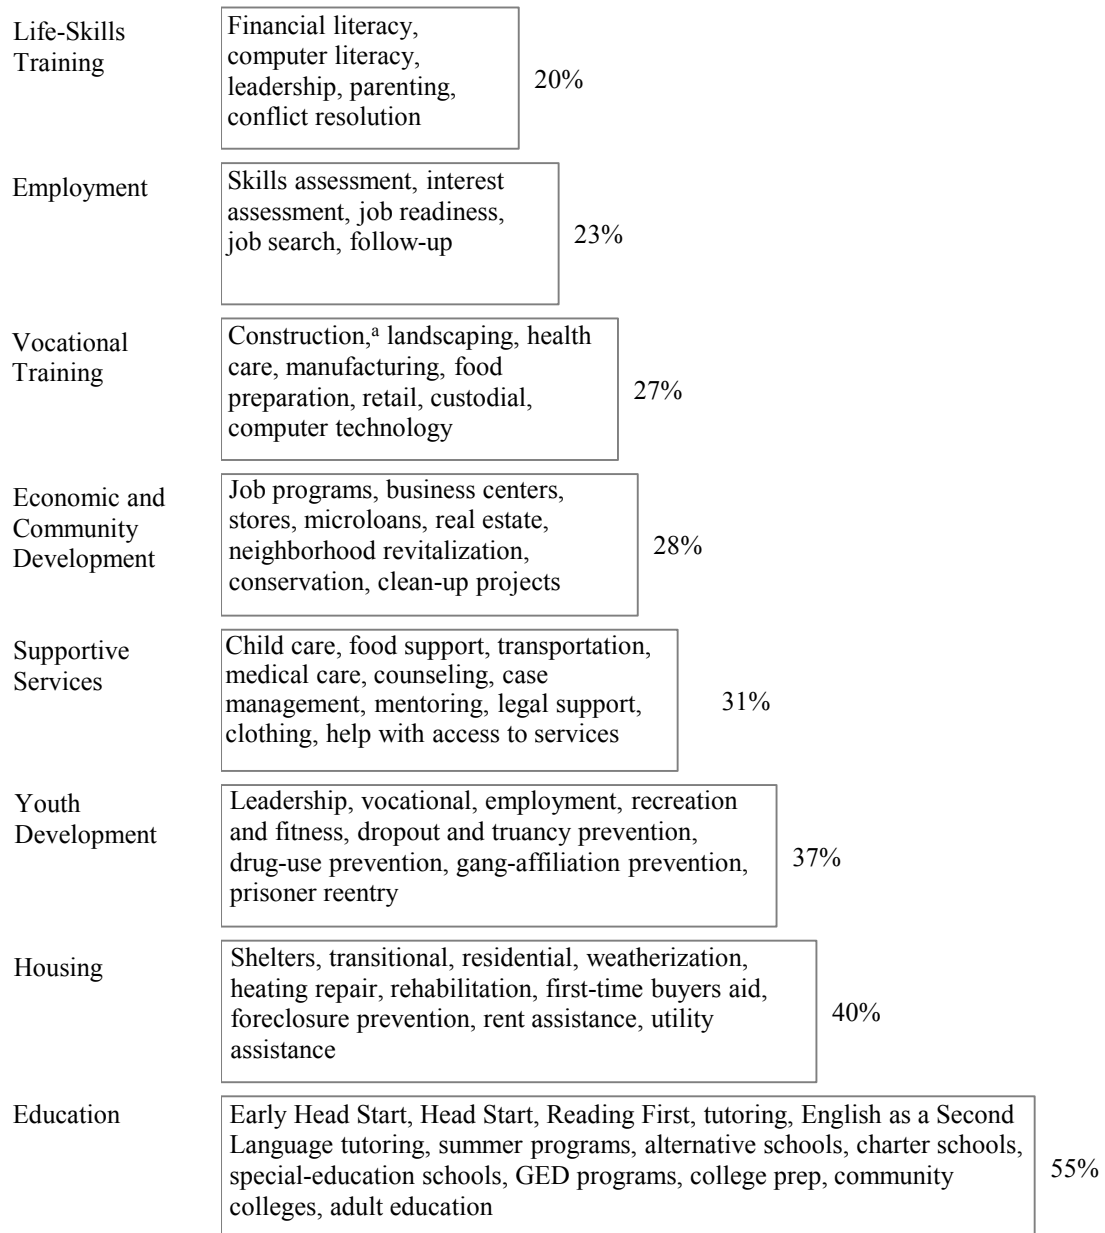 Life-Skills
Training
Financial literacy,
computer literacy,
leadership, parenting,
conflict resolution
20%
Employment
Skills assessment, interest
assessment, job readiness,
job search, follow-up
23%
Vocational
Training
Construction,ᵃ landscaping, health
care, manufacturing, food
preparation, retail, custodial,
computer technology
27%
Economic and
Community
Development
Job programs, business centers,
stores, microloans, real estate,
neighborhood revitalization,
conservation, clean-up projects
28%
Supportive
Services
Child care, food support, transportation,
medical care, counseling, case
management, mentoring, legal support,
clothing, help with access to services
31%
Youth
Development
Leadership, vocational, employment, recreation
and fitness, dropout and truancy prevention,
drug-use prevention, gang-affiliation prevention,
prisoner reentry
37%
Housing
Shelters, transitional, residential, weatherization,
heating repair, rehabilitation, first-time buyers aid,
foreclosure prevention, rent assistance, utility
assistance
40%
Education
Early Head Start, Head Start, Reading First, tutoring, English as a Second
Language tutoring, summer programs, alternative schools, charter schools,
special-education schools, GED programs, college prep, community
colleges, adult education
55%